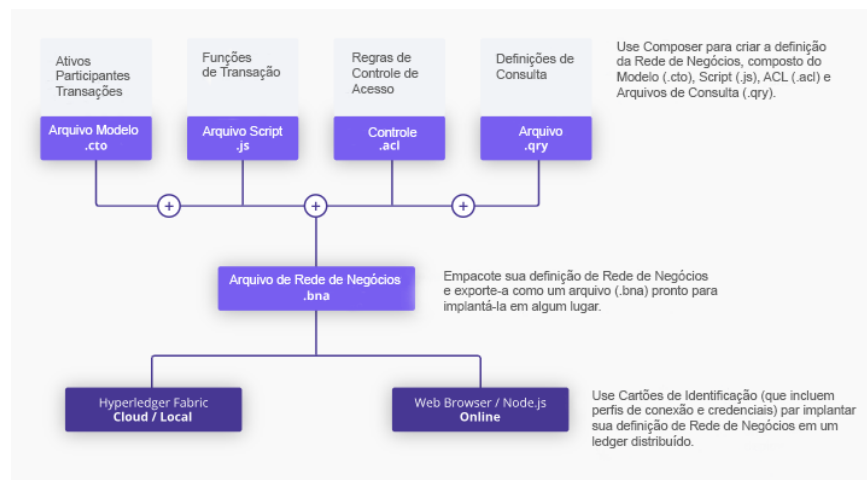 Ativos
Participantes
Transações
Arquivo Modelo
.cto
Funções
de Transação
Arquivo Script
.js
Regras de
Controle de
Acesso
Controle
.acl
Definições de
Consulta
Arquivo
.qry
Use Composer para criar a definição
da Rede de Negócios, composto do
Modelo (.cto), Script (.js), ACL (.acl) e
Arquivos de Consulta (.qry).
Arquivo de Rede de Negócios
.bna
Empacote sua definição de Rede de Negócios
e exporte-a como um arquivo (.bna) pronto para
implantá-la em algum lugar.
Hyperledger Fabric
Cloud / Local
Web Browser / Node.js
Online
Use Cartões de Identificação (que incluem
perfis de conexão e credenciais) par implantar
sua definição de Rede de Negócios em um
ledger distribuído.